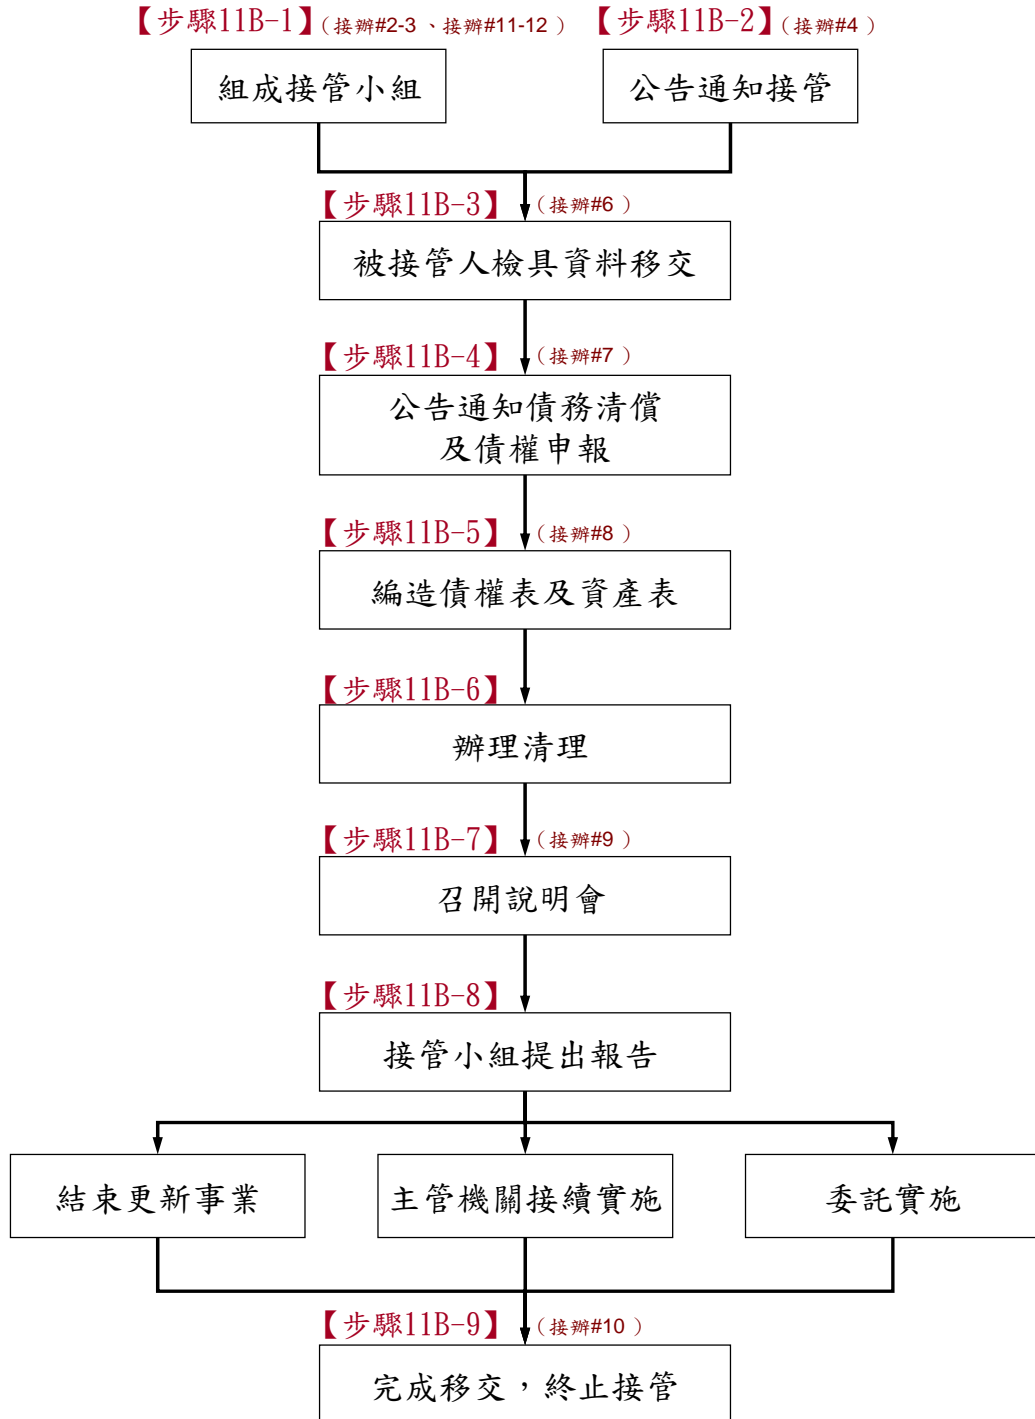 【步驟11B-1】(接辦#2-3、接辦#11-12) 【步驟11B-2】(接辦#4)
組成接管小組 公告通知接管
【步驟11B-3】 (接辦#6)
被接管人檢具資料移交
【步驟11B-4】 (接辦#7)
公告通知債務清償
及債權申報
【步驟11B-5】 (接辦#8)
編造債權表及資產表
【步驟11B-6】
辦理清理
【步驟11B-7】 (接辦#9)
召開說明會
【步驟11B-8】
接管小組提出報告
結束更新事業 主管機關接續實施 委託實施
【步驟11B-9】 (接辦#10)
完成移交，終止接管